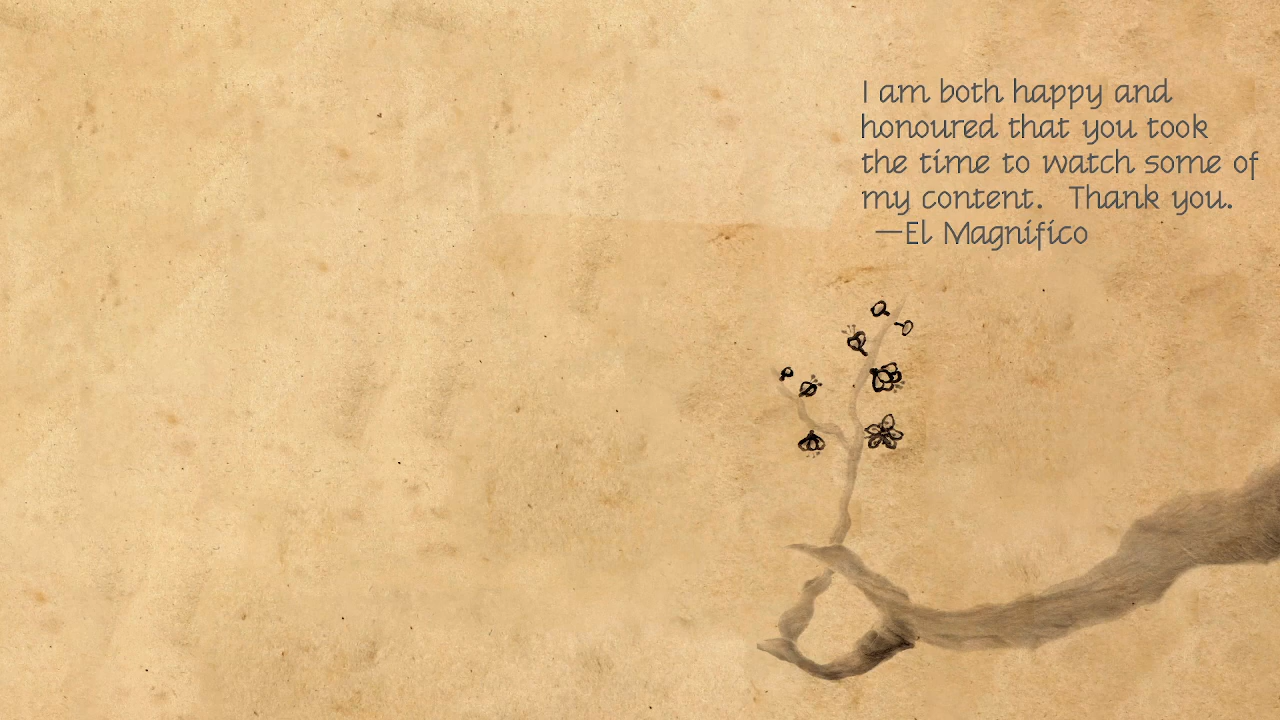 I am both happy and
honoured that you took
the time to watch some of
my content.  Thank you.
—El Magnifico